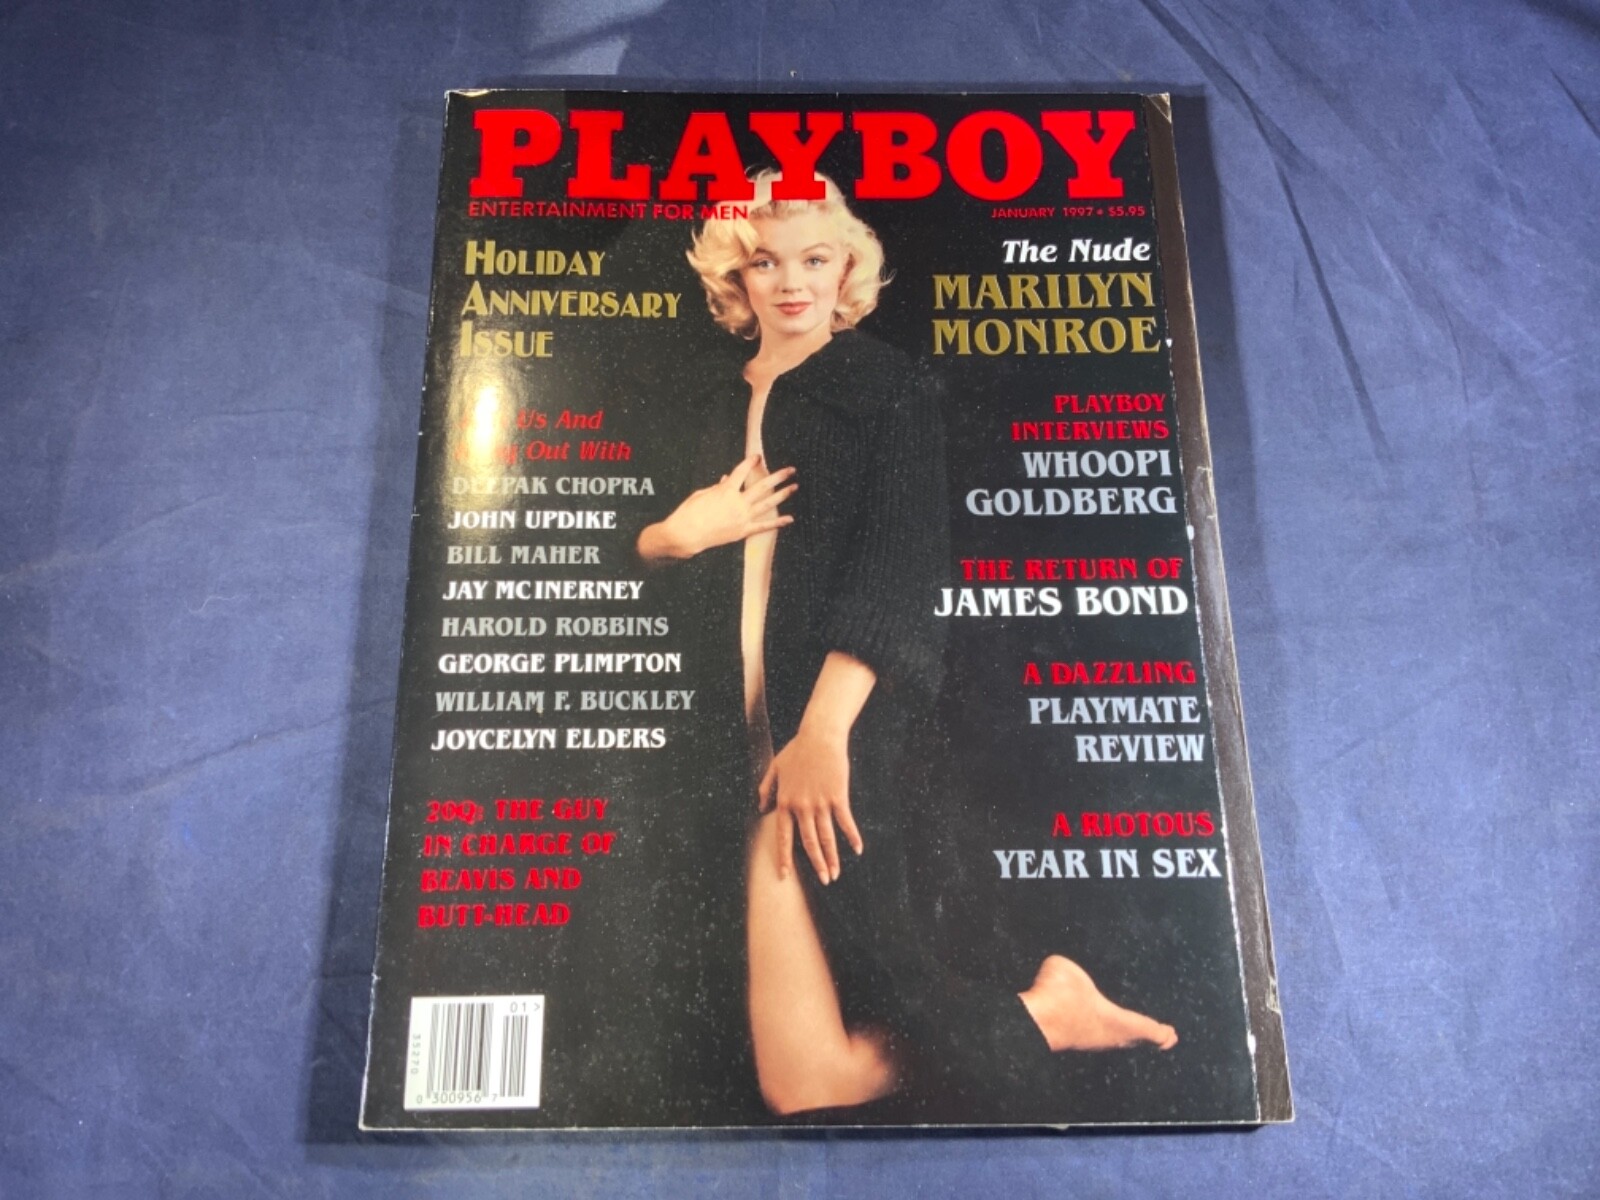 PLAYBOY
ENTERTAINMENT FOR MEN
JANUARY 1997 • $5.95
HOLIDAY
ANNIVERSARY
ISSUE
Us And
Out With
DEEPAK CHOPRA
JOHN UPDIKE
BILL MAHER
JAY MCINERNEY
HAROLD ROBBINS
GEORGE PLIMPTON
WILLIAM F. BUCKLEY
JOYCELYN ELDERS
20Q: THE GUY
IN CHARGE OF
BEAVIS AND
BUTT-HEAD
The Nude
MARILYN
MONROE
PLAYBOY
INTERVIEWS
WHOOPI
GOLDBERG
THE RETURN OF
JAMES BOND
A DAZZLING
PLAYMATE
REVIEW
A RIOTOUS
YEAR IN SEX
01>
35270
0 300956 7